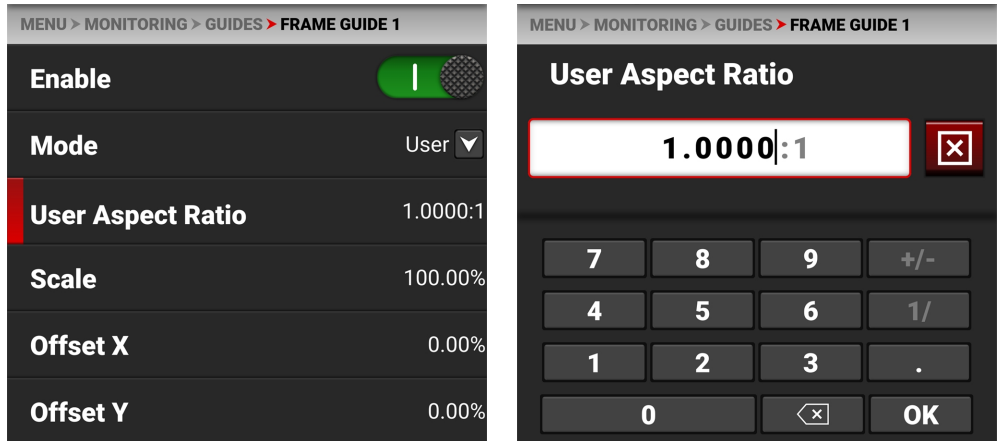 MENU > MONITORING > GUIDES > FRAME GUIDE 1
Enable
Mode User
User Aspect Ratio 1.0000:1
Scale 100.00%
Offset X 0.00%
Offset Y 0.00%
MENU > MONITORING > GUIDES > FRAME GUIDE 1
User Aspect Ratio
1.0000:1
7 8 9 +/-
4 5 6 1/
1 2 3 .
0 OK